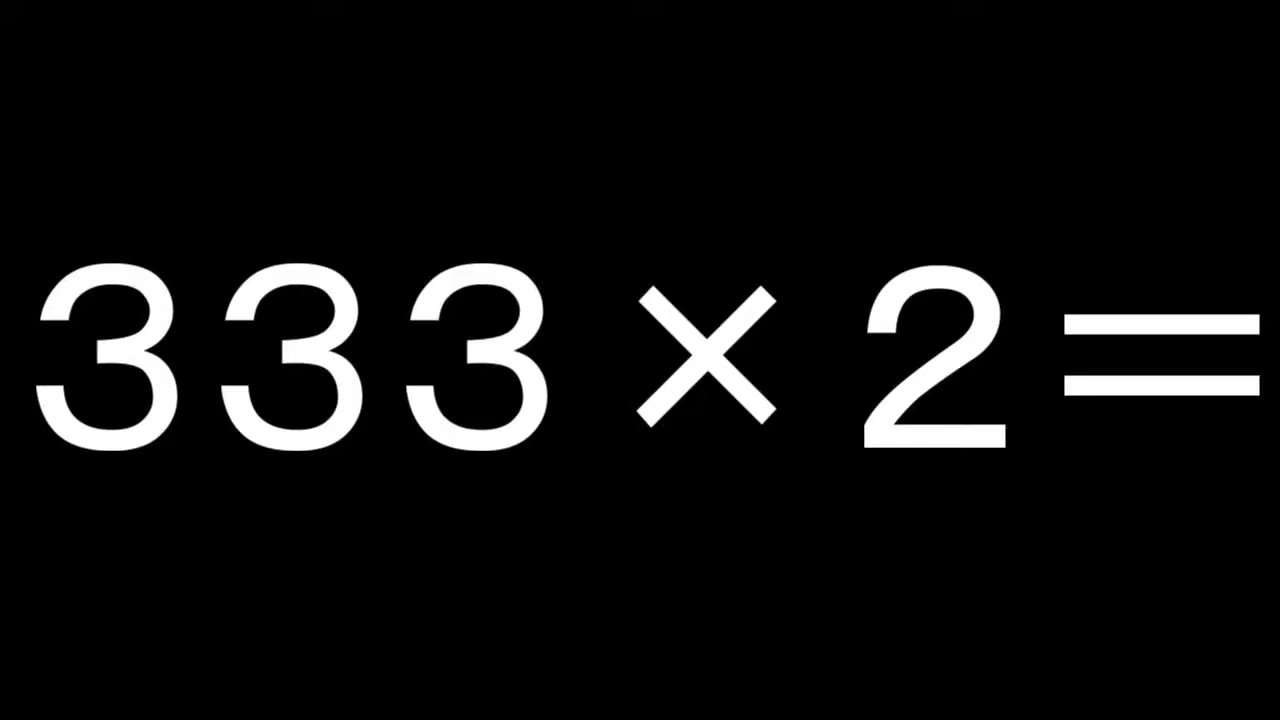 333 × 2 =